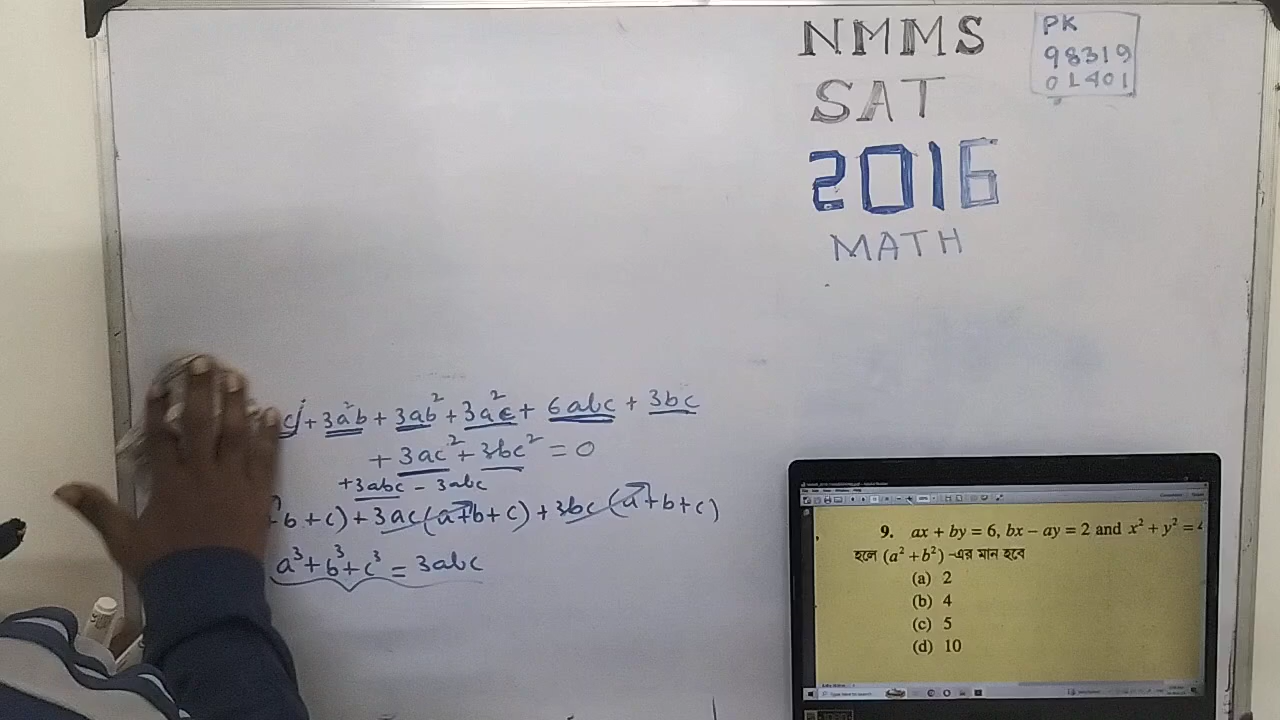 NMMS
SAT
2016
MATH
PK
98319
01401
+ 3a²b + 3ab² + 3a²c + 6abc + 3bc
+ 3ac² + 3bc² = 0
+3abc - 3abc
b + c) + 3ac(a+b+c) + 3bc(a+b+c)
a³ + b³ + c³ = 3abc
9. ax + by = 6, bx – ay = 2 and x² + y² = 4
হলে (a² + b²) -এর মান হবে
(a) 2
(b) 4
(c) 5
(d) 10